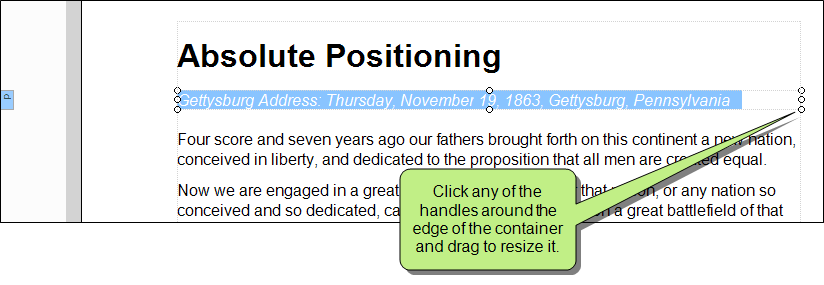 Absolute Positioning
Gettysburg Address: Thursday, November 19, 1863, Gettysburg, Pennsylvania
p
Four score and seven years ago our fathers brought forth on this continent a new nation,
conceived in liberty, and dedicated to the proposition that all men are created equal.
Now we are engaged in a great that nation, or any nation so
conceived and so dedicated, ca on a great battlefield of that
Click any of the
handles around the
edge of the container
and drag to resize it.